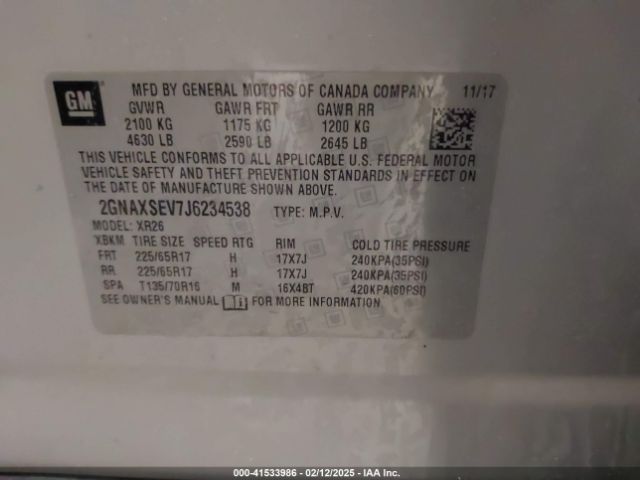 GM
MFD BY GENERAL MOTORS OF CANADA COMPANY 11/17
GVWR GAWR FRT GAWR RR
2100 KG 1175 KG 1200 KG
4630 LB 2590 LB 2645 LB
THIS VEHICLE CONFORMS TO ALL APPLICABLE U.S. FEDERAL MOTOR
VEHICLE SAFETY AND THEFT PREVENTION STANDARDS IN EFFECT ON
THE DATE OF MANUFACTURE SHOWN ABOVE.
2GNAXSEV7J6234538 TYPE: M.P.V.
MODEL: XR26
XBKM TIRE SIZE SPEED RTG RIM COLD TIRE PRESSURE
FRT 225/65R17 H 17X7J 240KPA(35PSI)
RR 225/65R17 H 17X7J 240KPA(35PSI)
SPA T135/70R16 M 16X4BT 420KPA(60PSI)
SEE OWNER'S MANUAL FOR MORE INFORMATION
000--41533986 - 02/12/2025 - IAA Inc.